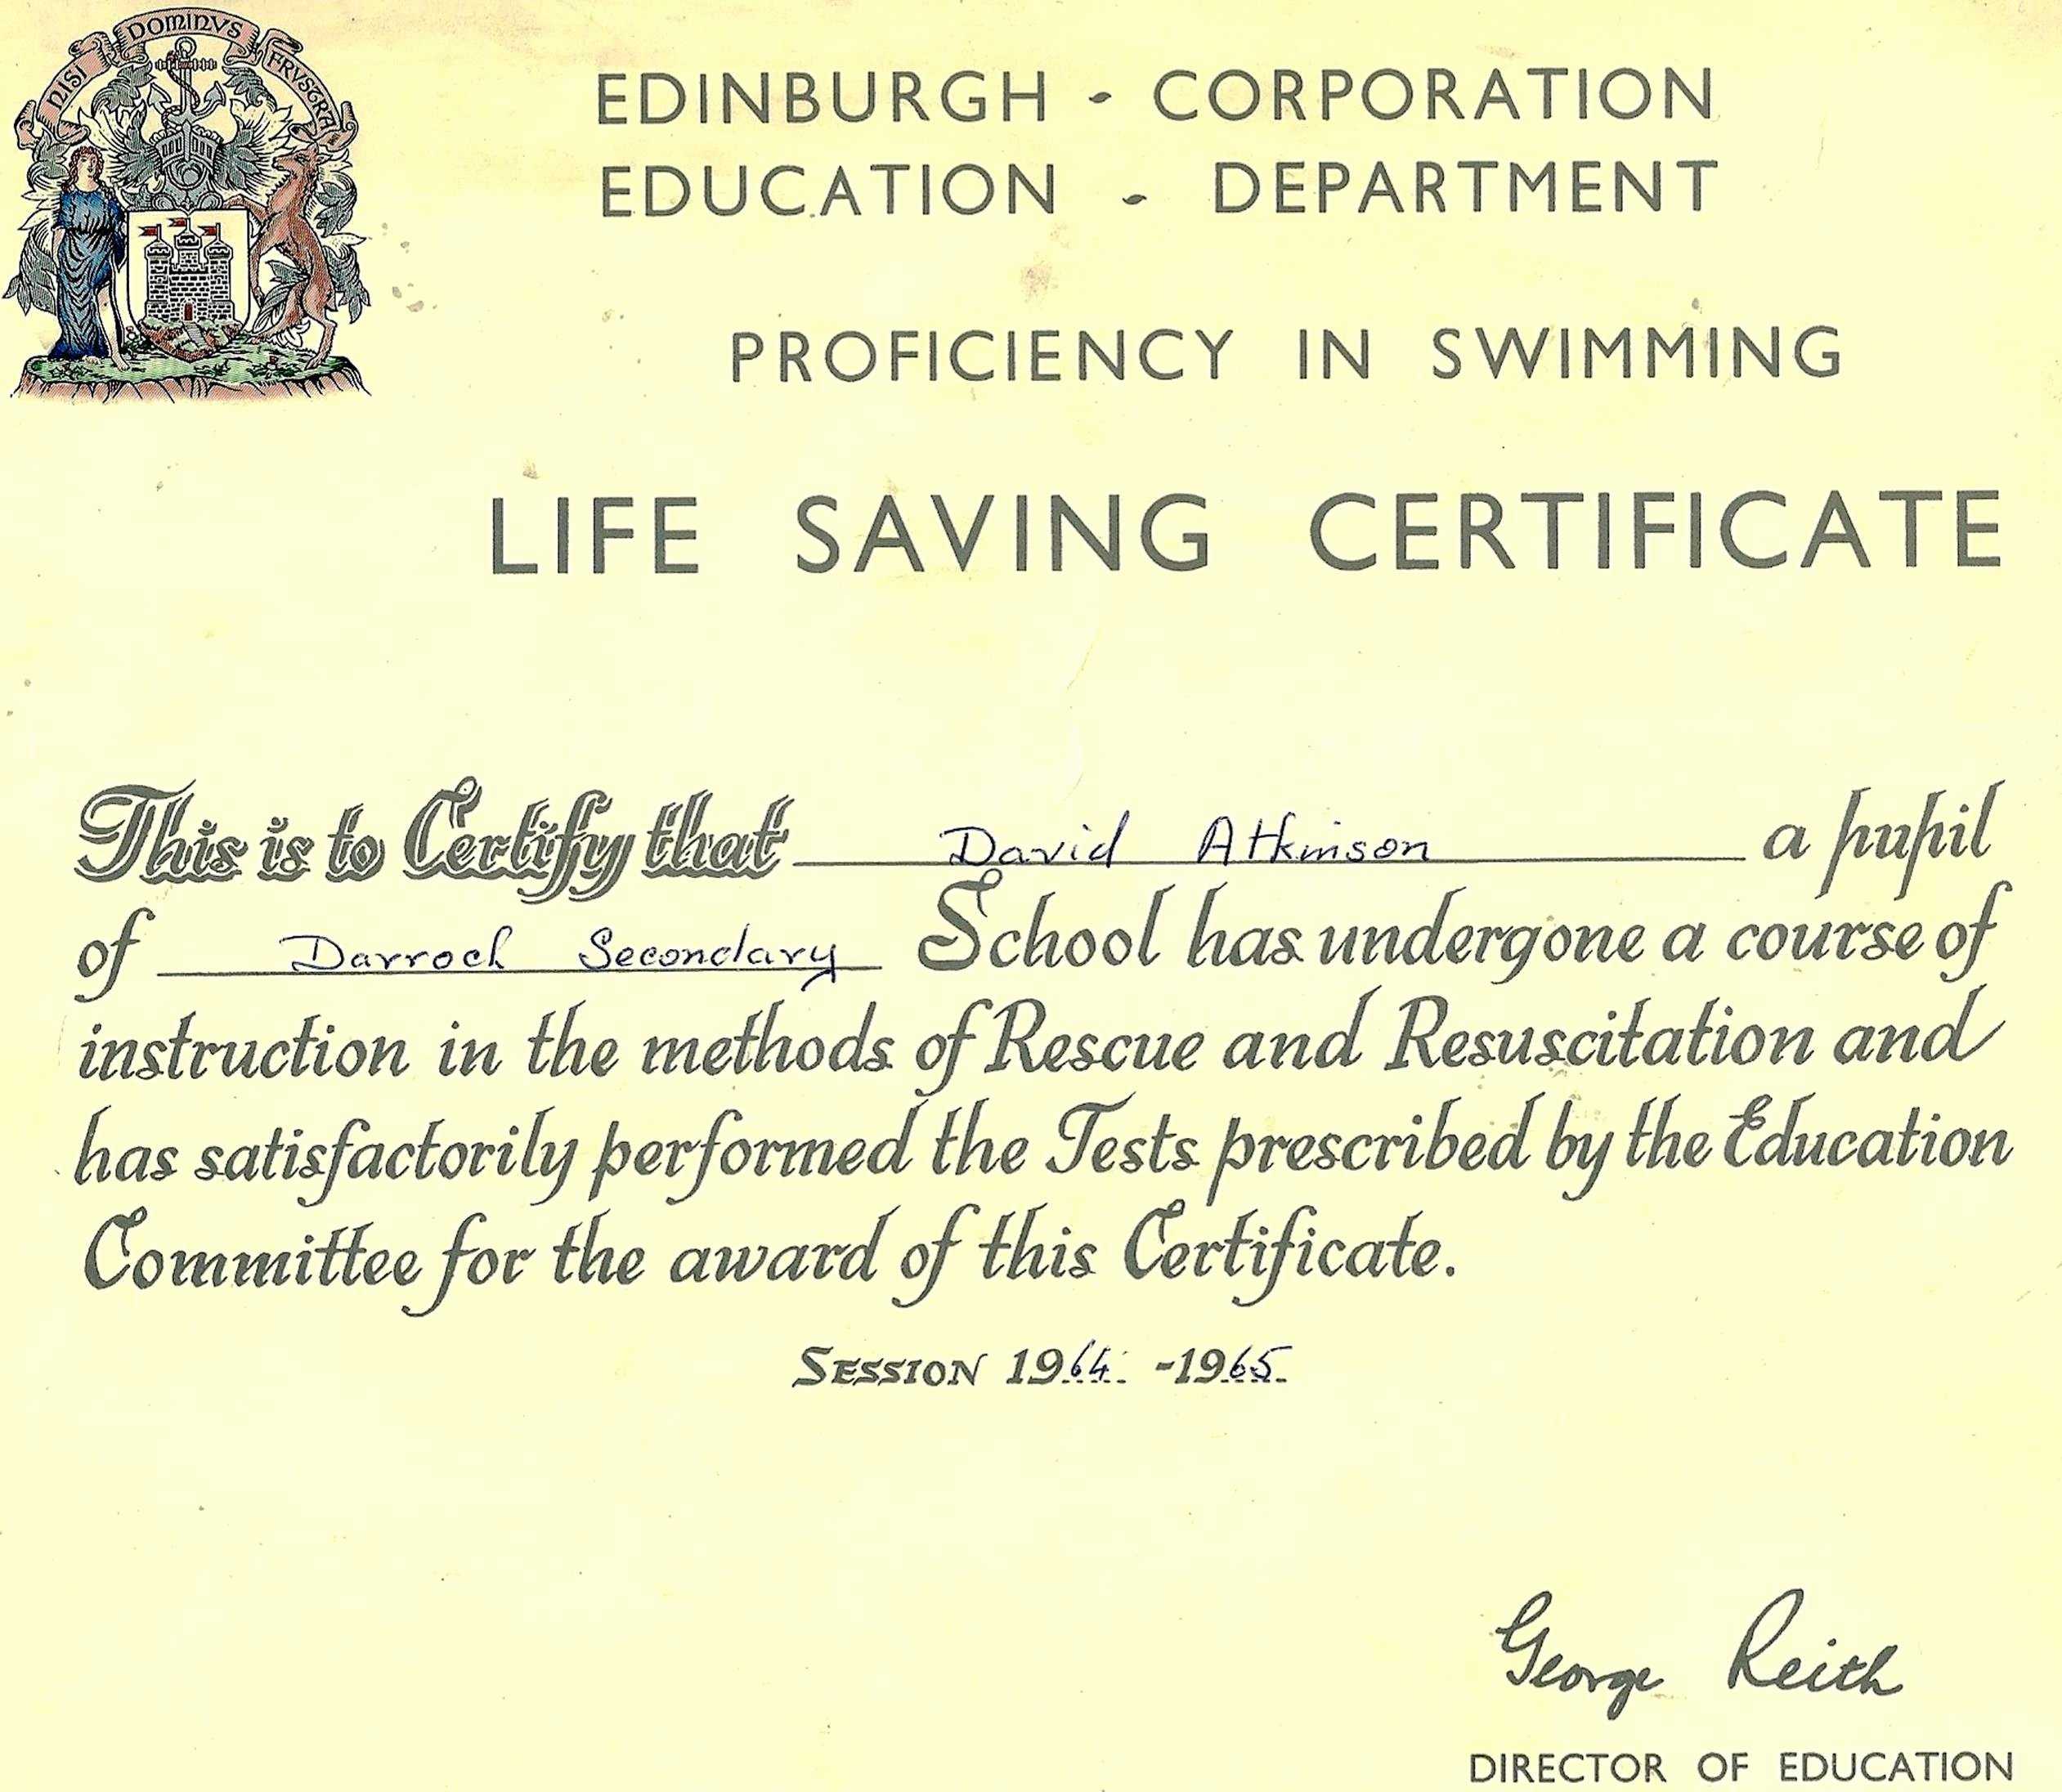 NISI DOMINVS FRVSTRA
EDINBURGH - CORPORATION
EDUCATION - DEPARTMENT
PROFICIENCY IN SWIMMING
LIFE SAVING CERTIFICATE
This is to Certify that David Atkinson a pupil
of Darroch Secondary School has undergone a course of
instruction in the methods of Rescue and Resuscitation and
has satisfactorily performed the Tests prescribed by the Education
Committee for the award of this Certificate.
SESSION 1964 -1965
George Reith
DIRECTOR OF EDUCATION